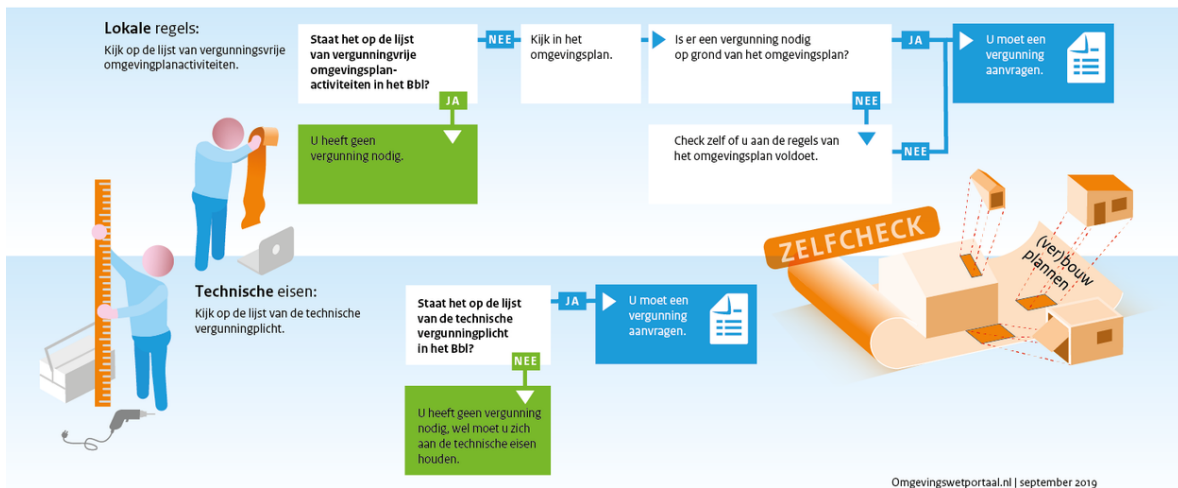 Lokale regels:
Kijk op de lijst van vergunningsvrije
omgevingplanactiviteiten.
Staat het op de lijst
van vergunningvrije
omgevingsplan-
activiteiten in het Bbl?
NEE
Kijk in het
omgevingsplan.
Is er een vergunning nodig
op grond van het omgevingsplan?
JA
U moet een
vergunning
aanvragen.
JA
U heeft geen
vergunning nodig.
NEE
Check zelf of u aan de regels van
het omgevingsplan voldoet.
NEE
ZELFCHECK
(ver)bouw
plannen
Technische eisen:
Kijk op de lijst van de technische
vergunningplicht.
Staat het op de lijst
van de technische
vergunningplicht
in het Bbl?
JA
U moet een
vergunning
aanvragen.
NEE
U heeft geen vergunning
nodig, wel moet u zich
aan de technische eisen
houden.
Omgevingswetportaal.nl | september 2019